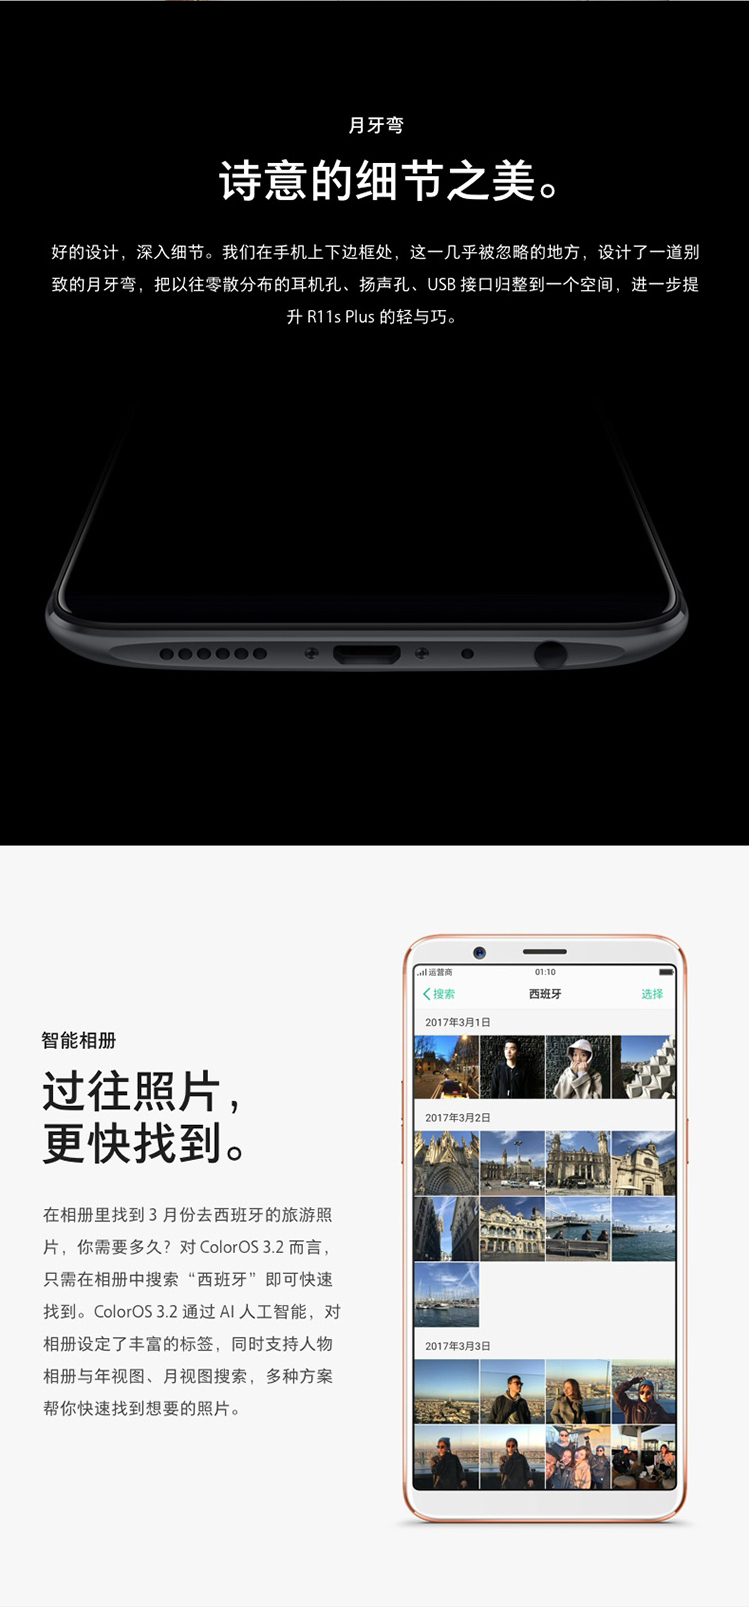 月牙弯
诗意的细节之美。
好的设计，深入细节。我们在手机上下边框处，这一几乎被忽略的地方，设计了一道别
致的月牙弯，把以往零散分布的耳机孔、扬声孔、USB 接口归整到一个空间，进一步提
升 R11s Plus 的轻与巧。
智能相册
过往照片，
更快找到。
在相册里找到 3 月份去西班牙的旅游照
片，你需要多久？对 ColorOS 3.2 而言，
只需在相册中搜索“西班牙”即可快速
找到。ColorOS 3.2 通过 AI 人工智能，对
相册设定了丰富的标签，同时支持人物
相册与年视图、月视图搜索，多种方案
帮你快速找到想要的照片。
运营商 01:10
搜索 西班牙 选择
2017年3月1日
2017年3月2日
2017年3月3日